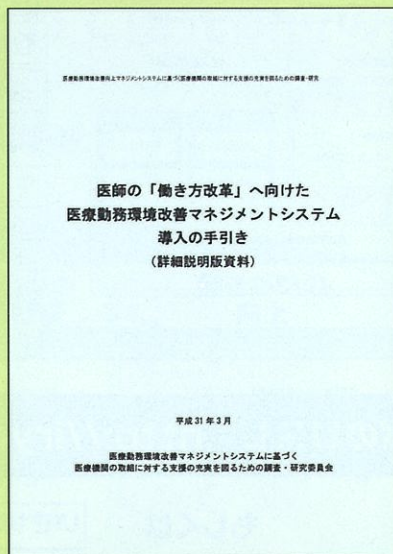 医療勤務環境改善向上マネジメントシステムに基づく医療機関の取組に対する支援の充実を図るための調査・研究
医師の「働き方改革」へ向けた
医療勤務環境改善マネジメントシステム
導入の手引き
(詳細説明版資料)
平成31年3月
医療勤務環境改善マネジメントシステムに基づく
医療機関の取組に対する支援の充実を図るための調査・研究委員会